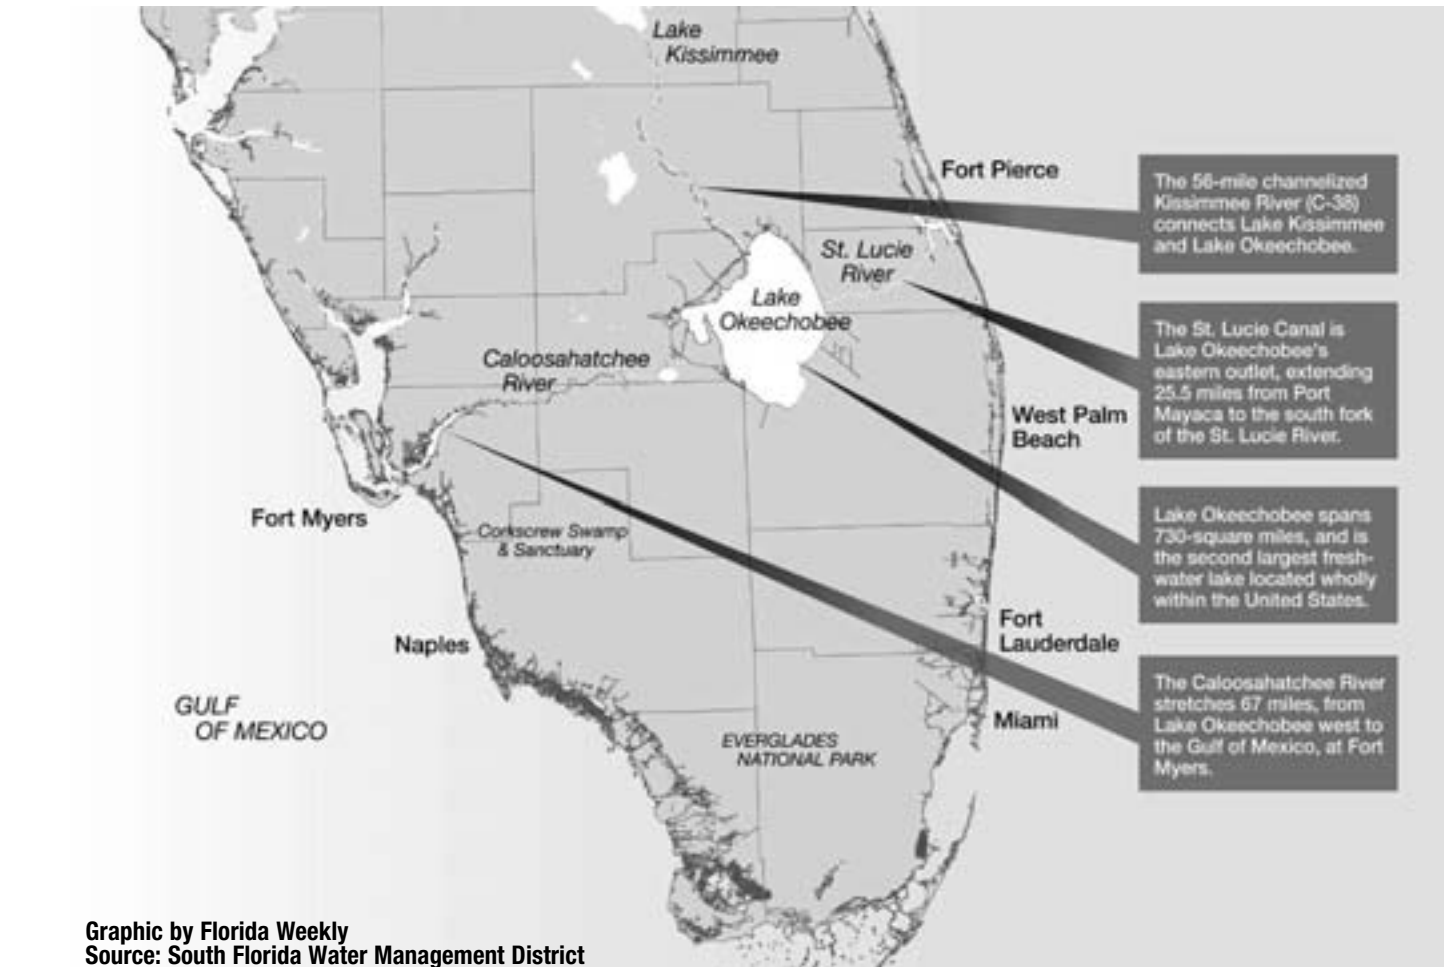 Lake
Kissimmee
Fort Pierce
The 56-mile channelized
Kissimmee River (C-38)
connects Lake Kissimmee
and Lake Okeechobee.
St. Lucie
River
Lake
Okeechobee
The St. Lucie Canal is
Lake Okeechobee's
eastern outlet, extending
25.5 miles from Port
Mayaca to the south fork
of the St. Lucie River.
Caloosahatchee
River
West Palm
Beach
Lake Okeechobee spans
730-square miles, and is
the second largest fresh-
water lake located wholly
within the United States.
Fort Myers
Corkscrew Swamp
& Sanctuary
Fort
Lauderdale
Naples
The Caloosahatchee River
stretches 67 miles, from
Lake Okeechobee west to
the Gulf of Mexico, at Fort
Myers.
GULF
OF MEXICO
Miami
EVERGLADES
NATIONAL PARK
Graphic by Florida Weekly
Source: South Florida Water Management District